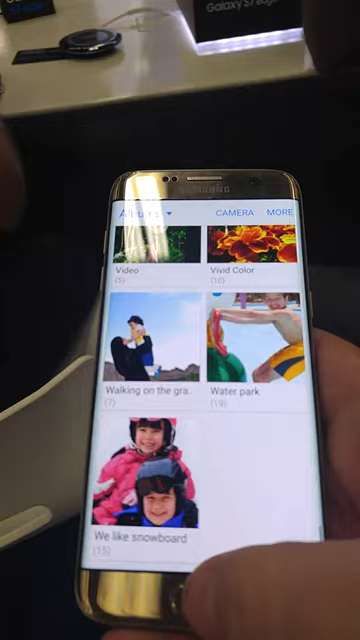 Galaxy S7 edge
SAMSUNG
Albums
CAMERA
MORE
Video
(5)
Vivid Color
(10)
Walking on the gra..
(7)
Water park
(19)
We like snowboard
(15)